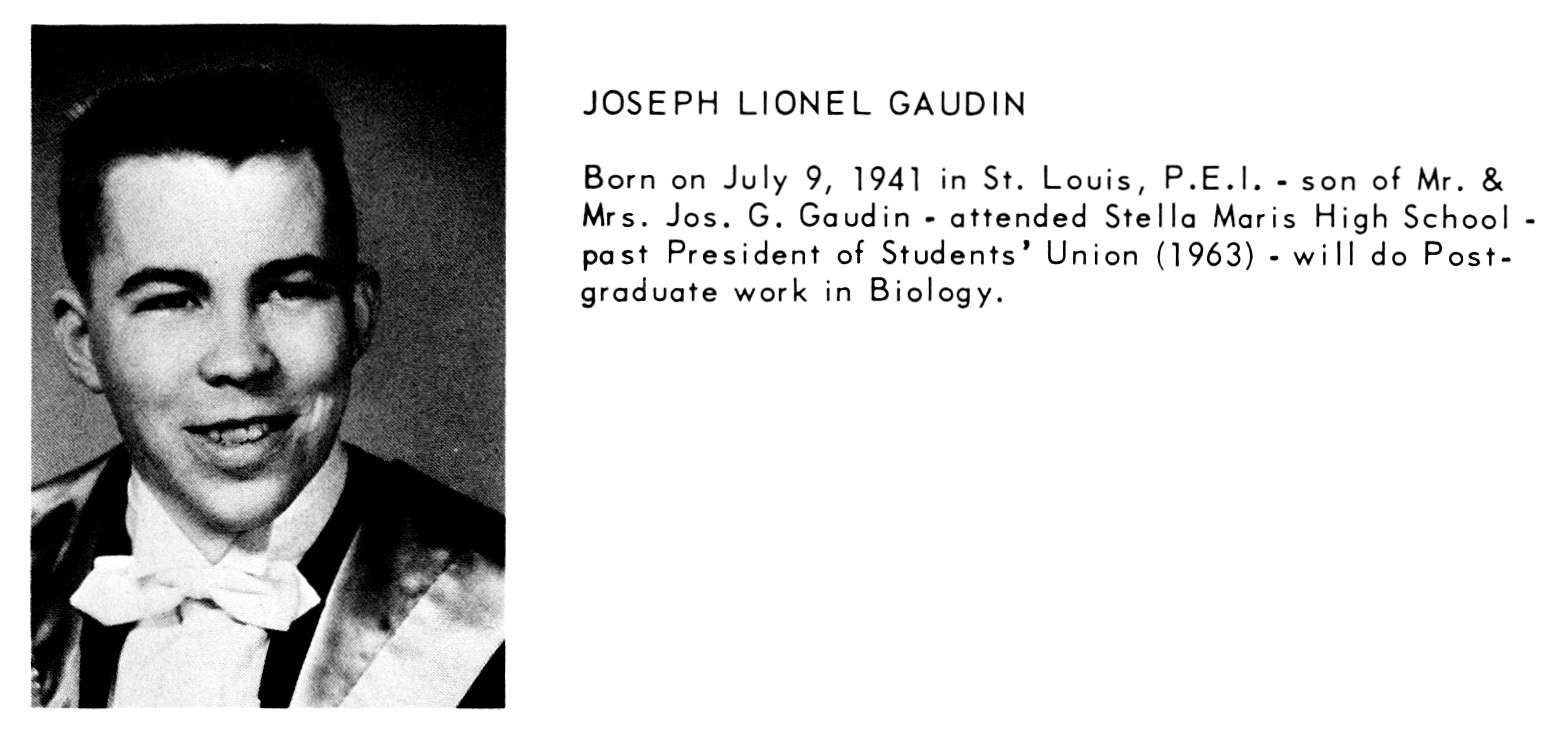 JOSEPH LIONEL GAUDIN
Born on July 9, 1941 in St. Louis, P.E.I. - son of Mr. &
Mrs. Jos. G. Gaudin - attended Stella Maris High School -
past President of Students' Union (1963) - will do Post-
graduate work in Biology.